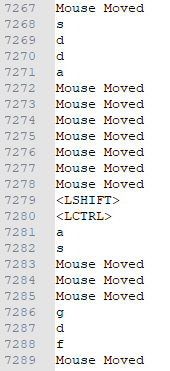 7267 Mouse Moved
7268 s
7269 d
7270 d
7271 a
7272 Mouse Moved
7273 Mouse Moved
7274 Mouse Moved
7275 Mouse Moved
7276 Mouse Moved
7277 Mouse Moved
7278 Mouse Moved
7279 <LSHIFT>
7280 <LCTRL>
7281 a
7282 s
7283 Mouse Moved
7284 Mouse Moved
7285 Mouse Moved
7286 g
7287 d
7288 f
7289 Mouse Moved